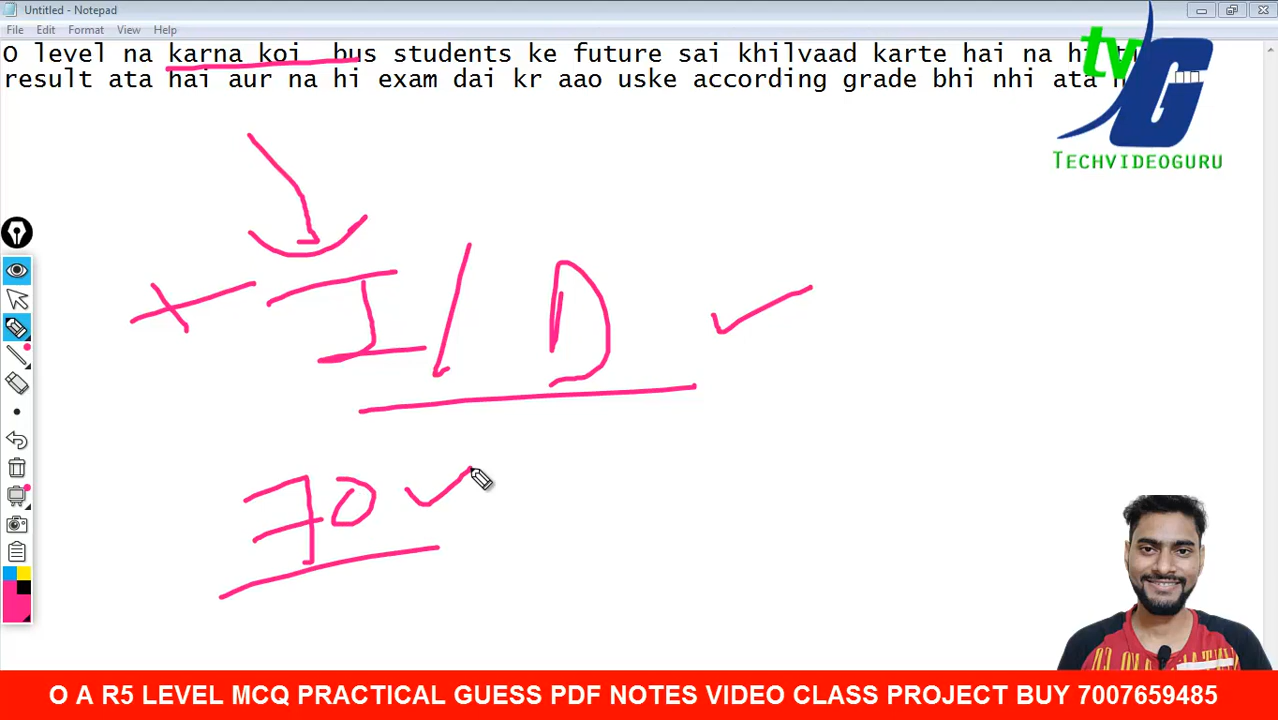 Untitled - Notepad
File Edit Format View Help
O level na karna koi bus students ke future sai khilvaad karte hai na hi
result ata hai aur na hi exam dai kr aao uske according grade bhi nhi ata
tv G
TECHVIDEOGURU
I/D
70
O A R5 LEVEL MCQ PRACTICAL GUESS PDF NOTES VIDEO CLASS PROJECT BUY 7007659485